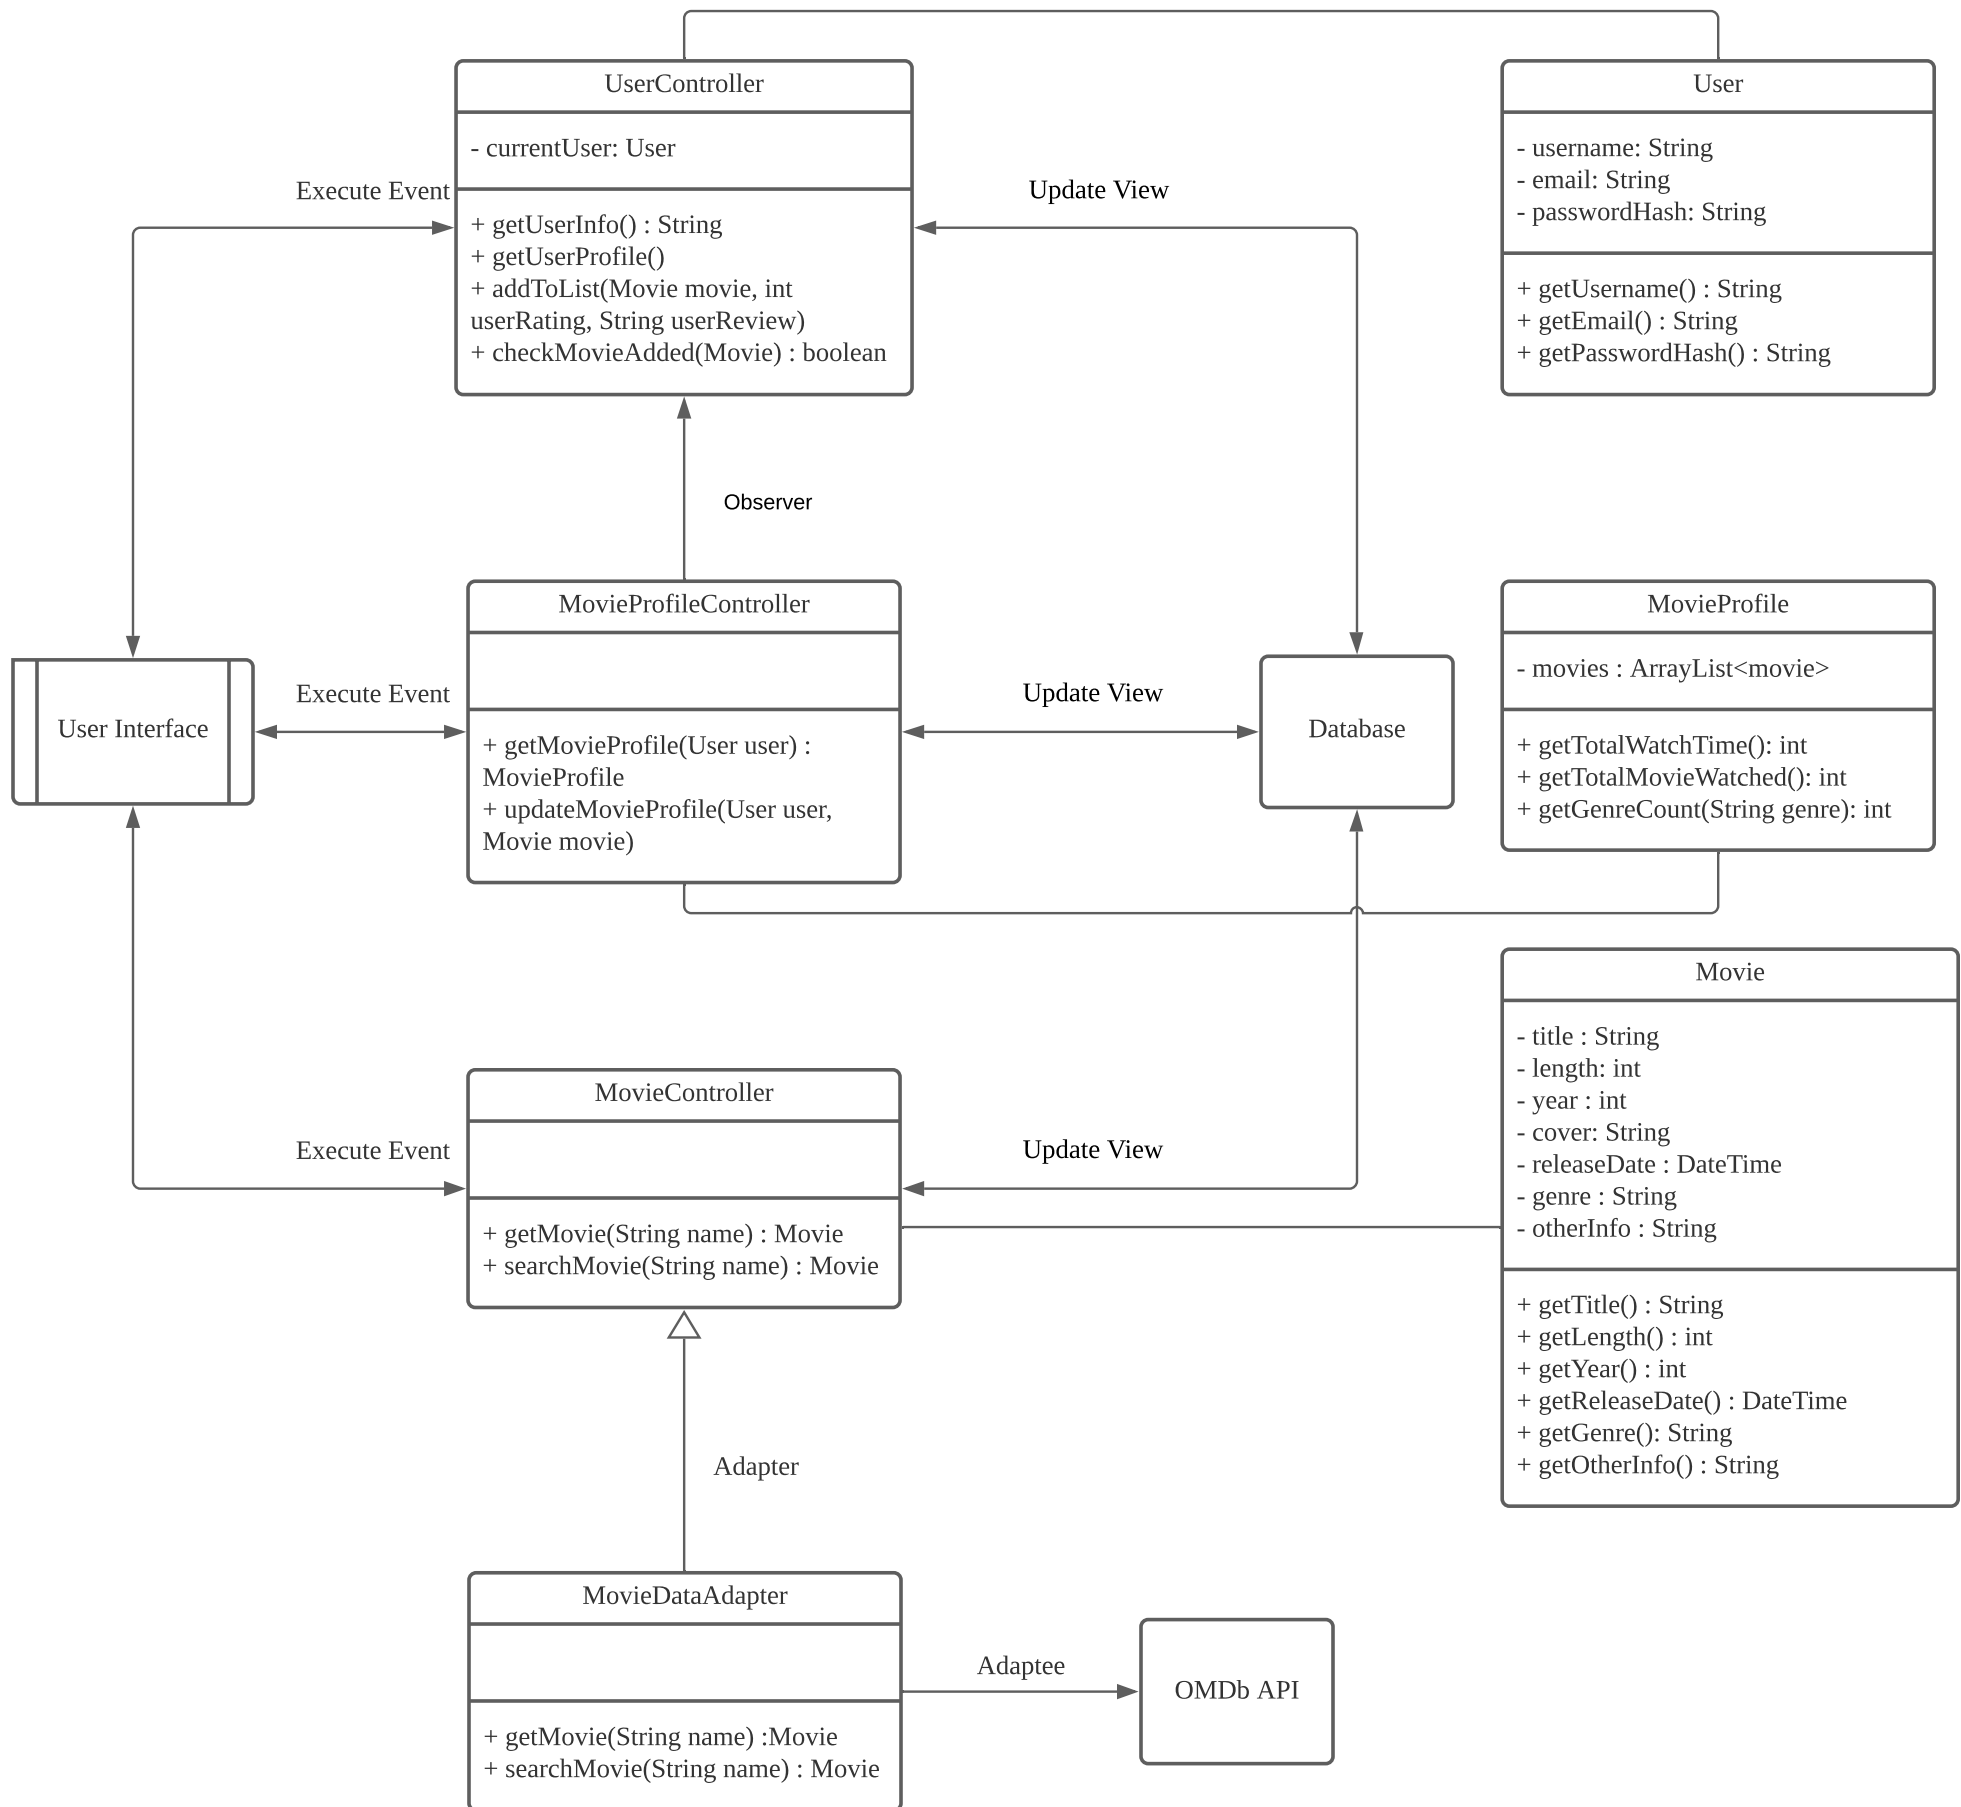 UserController
- currentUser: User
+ getUserInfo() : String
+ getUserProfile()
+ addToList(Movie movie, int
userRating, String userReview)
+ checkMovieAdded(Movie) : boolean
User
- username: String
- email: String
- passwordHash: String
+ getUsername() : String
+ getEmail() : String
+ getPasswordHash() : String
Execute Event
Update View
Observer
MovieProfileController
+ getMovieProfile(User user) :
MovieProfile
+ updateMovieProfile(User user,
Movie movie)
User Interface
Execute Event
Update View
Database
MovieProfile
- movies : ArrayList<movie>
+ getTotalWatchTime(): int
+ getTotalMovieWatched(): int
+ getGenreCount(String genre): int
MovieController
+ getMovie(String name) : Movie
+ searchMovie(String name) : Movie
Execute Event
Update View
Movie
- title : String
- length: int
- year : int
- cover: String
- releaseDate : DateTime
- genre : String
- otherInfo : String
+ getTitle() : String
+ getLength() : int
+ getYear() : int
+ getReleaseDate() : DateTime
+ getGenre(): String
+ getOtherInfo() : String
Adapter
MovieDataAdapter
+ getMovie(String name) :Movie
+ searchMovie(String name) : Movie
Adaptee
OMDb API